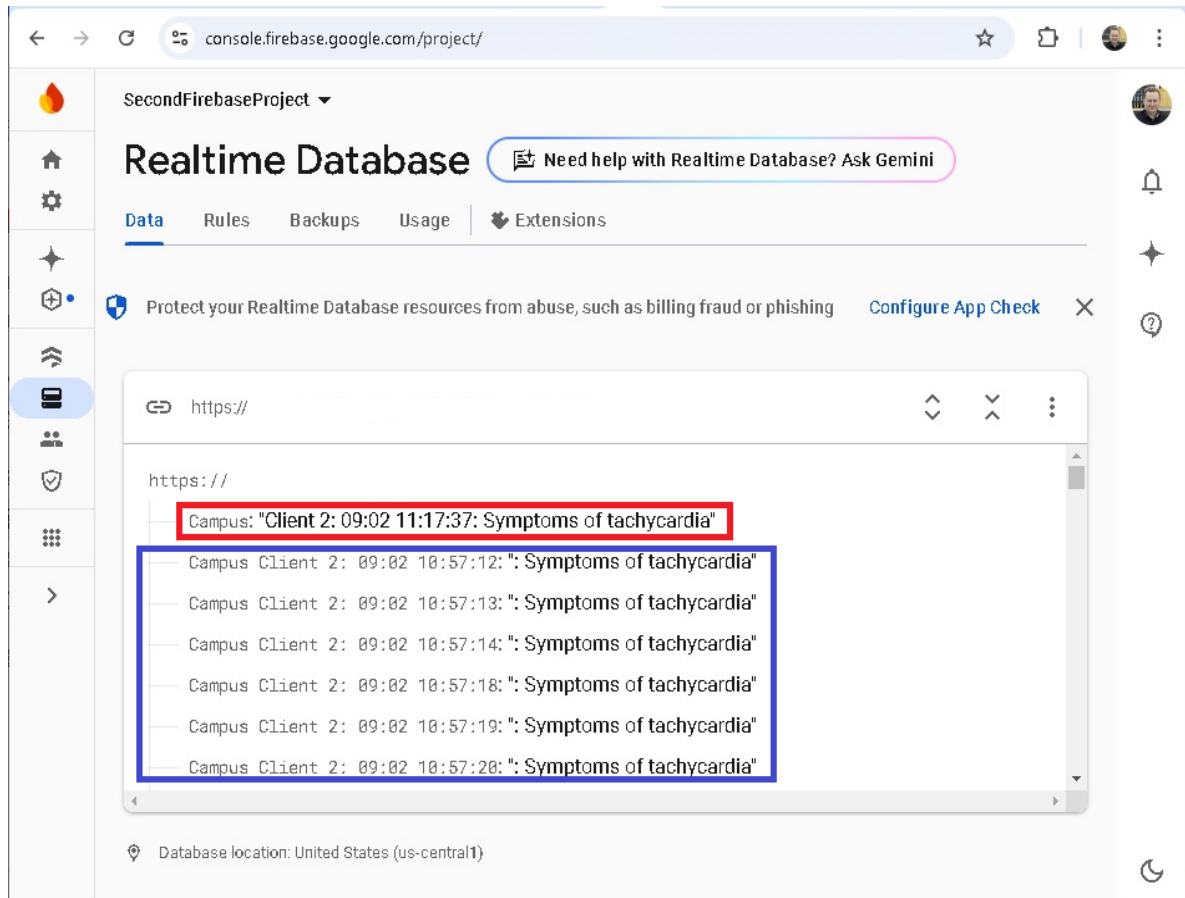 console.firebase.google.com/project/
SecondFirebaseProject
Realtime Database
Need help with Realtime Database? Ask Gemini
Data Rules Backups Usage Extensions
Protect your Realtime Database resources from abuse, such as billing fraud or phishing Configure App Check
https://
https://
Campus: "Client 2: 09:02 11:17:37: Symptoms of tachycardia"
Campus Client 2: 09:02 10:57:12: ": Symptoms of tachycardia"
Campus Client 2: 09:02 10:57:13: ": Symptoms of tachycardia"
Campus Client 2: 09:02 10:57:14: ": Symptoms of tachycardia"
Campus Client 2: 09:02 10:57:18: ": Symptoms of tachycardia"
Campus Client 2: 09:02 10:57:19: ": Symptoms of tachycardia"
Campus Client 2: 09:02 10:57:20: ": Symptoms of tachycardia"
Database location: United States (us-central1)